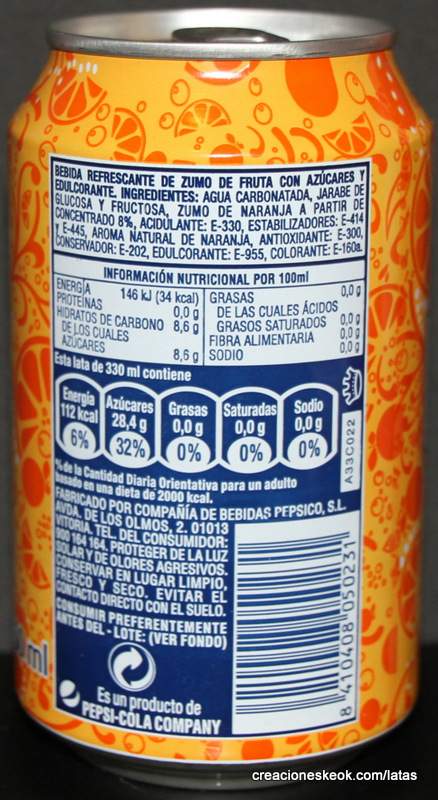 BEBIDA REFRESCANTE DE ZUMO DE FRUTA CON AZÚCARES Y
EDULCORANTE. INGREDIENTES: AGUA CARBONATADA, JARABE DE
GLUCOSA Y FRUCTOSA, ZUMO DE NARANJA A PARTIR DE
CONCENTRADO 8%, ACIDULANTE: E-330, ESTABILIZADORES: E-414
Y E-445, AROMA NATURAL DE NARANJA, ANTIOXIDANTE: E-300,
CONSERVADOR: E-202, EDULCORANTE: E-955, COLORANTE: E-160a.
INFORMACIÓN NUTRICIONAL POR 100ml
ENERGÍA 146 kJ (34 kcal)
PROTEÍNAS 0,0 g
HIDRATOS DE CARBONO 8,6 g
DE LOS CUALES
AZÚCARES 8,6 g
GRASAS 0,0 g
DE LAS CUALES ÁCIDOS
GRASOS SATURADOS 0,0 g
FIBRA ALIMENTARIA 0,0 g
SODIO 0,0 g
Esta lata de 330 ml contiene
Energía 112 kcal 6%
Azúcares 28,4 g 32%
Grasas 0,0 g 0%
Saturadas 0,0 g 0%
Sodio 0,0 g 0%
A33C022
% de la Cantidad Diaria Orientativa para un adulto
basado en una dieta de 2000 kcal.
FABRICADO POR COMPAÑÍA DE BEBIDAS PEPSICO, S.L.
AVDA. DE LOS OLMOS, 2. 01013
VITORIA. TEL. DEL CONSUMIDOR:
900 164 164. PROTEGER DE LA LUZ
SOLAR Y DE OLORES AGRESIVOS.
CONSERVAR EN LUGAR LIMPIO,
FRESCO Y SECO. EVITAR EL
CONTACTO DIRECTO CON EL SUELO.
CONSUMIR PREFERENTEMENTE
ANTES DEL - LOTE: (VER FONDO)
Es un producto de
PEPSI-COLA COMPANY
8 410408 050231
ml
creacioneskeok.com/latas